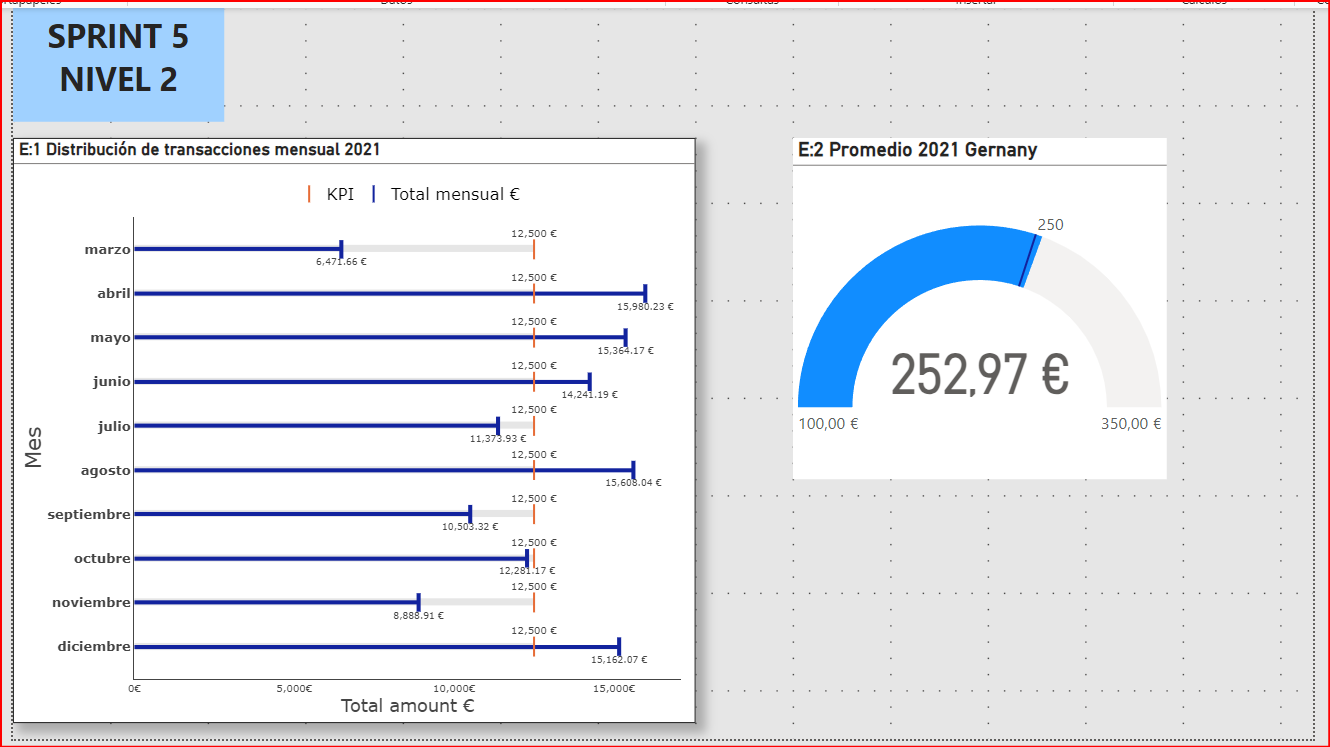 Datos
Consultas
Insertar
Cálculos
SPRINT 5
NIVEL 2
E:1 Distribución de transacciones mensual 2021
KPI Total mensual €
Mes
marzo 12,500 €
6,471.66 €
abril 12,500 €
15,980.23 €
mayo 12,500 €
15,364.17 €
junio 12,500 €
14,241.19 €
julio 12,500 €
11,373.93 €
agosto 12,500 €
15,608.04 €
septiembre 12,500 €
10,503.32 €
octubre 12,500 €
12,281.17 €
noviembre 12,500 €
8,888.91 €
diciembre 12,500 €
15,162.07 €
0€ 5,000€ 10,000€ 15,000€
Total amount €
E:2 Promedio 2021 Gernany
250
252,97 €
100,00 € 350,00 €